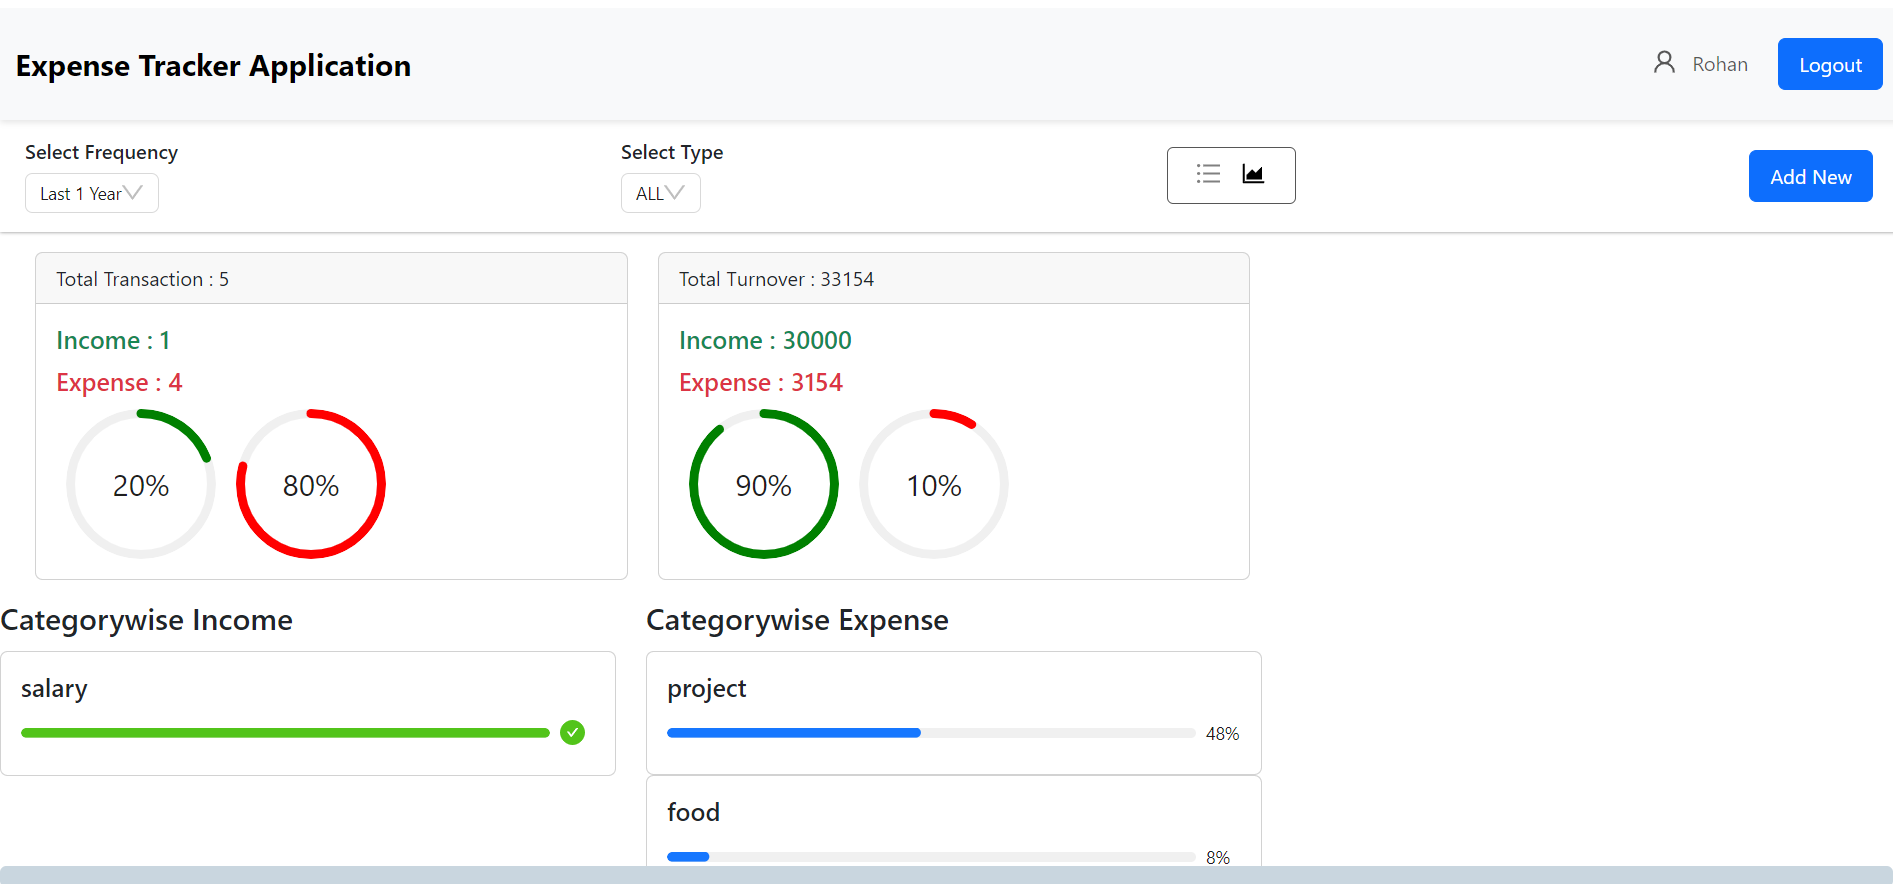 Expense Tracker Application
Rohan
Logout
Select Frequency
Last 1 Year
Select Type
ALL
Add New
Total Transaction : 5
Income : 1
Expense : 4
20%
80%
Total Turnover : 33154
Income : 30000
Expense : 3154
90%
10%
Categorywise Income
salary
Categorywise Expense
project
48%
food
8%